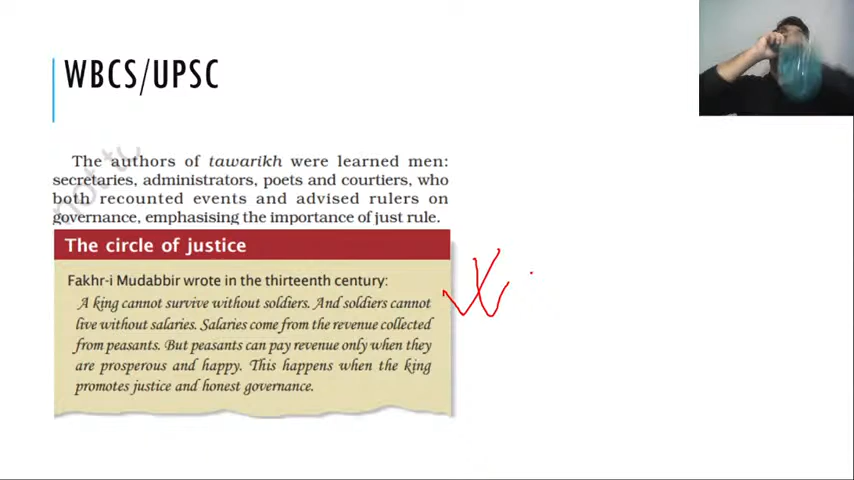 WBCS/UPSC
not to
The authors of tawarikh were learned men:
secretaries, administrators, poets and courtiers, who
both recounted events and advised rulers on
governance, emphasising the importance of just rule.
The circle of justice
Fakhr-i Mudabbir wrote in the thirteenth century:
A king cannot survive without soldiers. And soldiers cannot
live without salaries. Salaries come from the revenue collected
from peasants. But peasants can pay revenue only when they
are prosperous and happy. This happens when the king
promotes justice and honest governance.